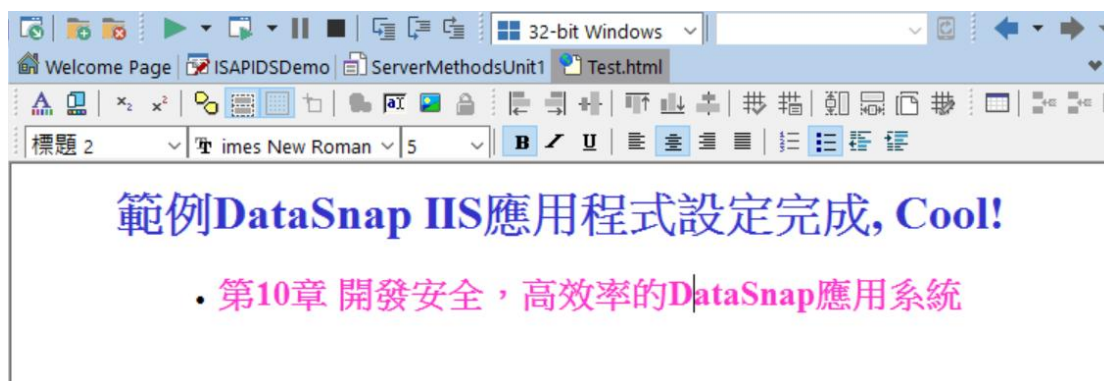 32-bit Windows
Welcome Page ISAPIDSDemo ServerMethodsUnit1 Test.html
標題 2 imes New Roman 5 B I U
範例DataSnap IIS應用程式設定完成, Cool!
• 第10章 開發安全，高效率的DataSnap應用系統